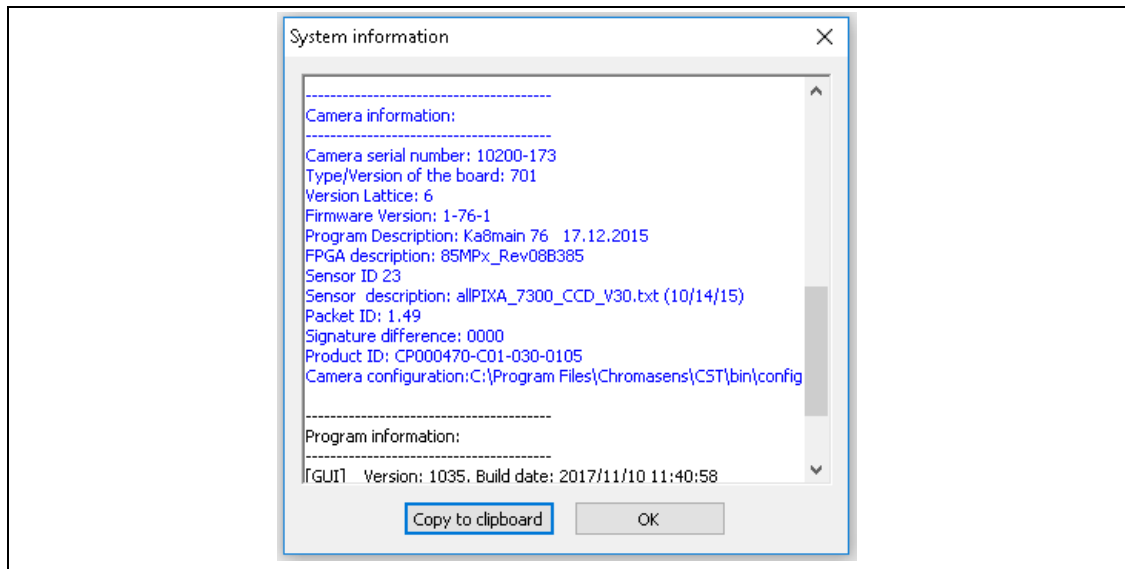 System information
----------------------------------------
Camera information:
----------------------------------------
Camera serial number: 10200-173
Type/Version of the board: 701
Version Lattice: 6
Firmware Version: 1-76-1
Program Description: Ka8main 76   17.12.2015
FPGA description: 85MPx_Rev08B385
Sensor ID 23
Sensor  description: allPIXA_7300_CCD_V30.txt (10/14/15)
Packet ID: 1.49
Signature difference: 0000
Product ID: CP000470-C01-030-0105
Camera configuration:C:\Program Files\Chromasens\CST\bin\config
----------------------------------------
Program information:
----------------------------------------
[GUI]   Version: 1035. Build date: 2017/11/10 11:40:58
Copy to clipboard OK